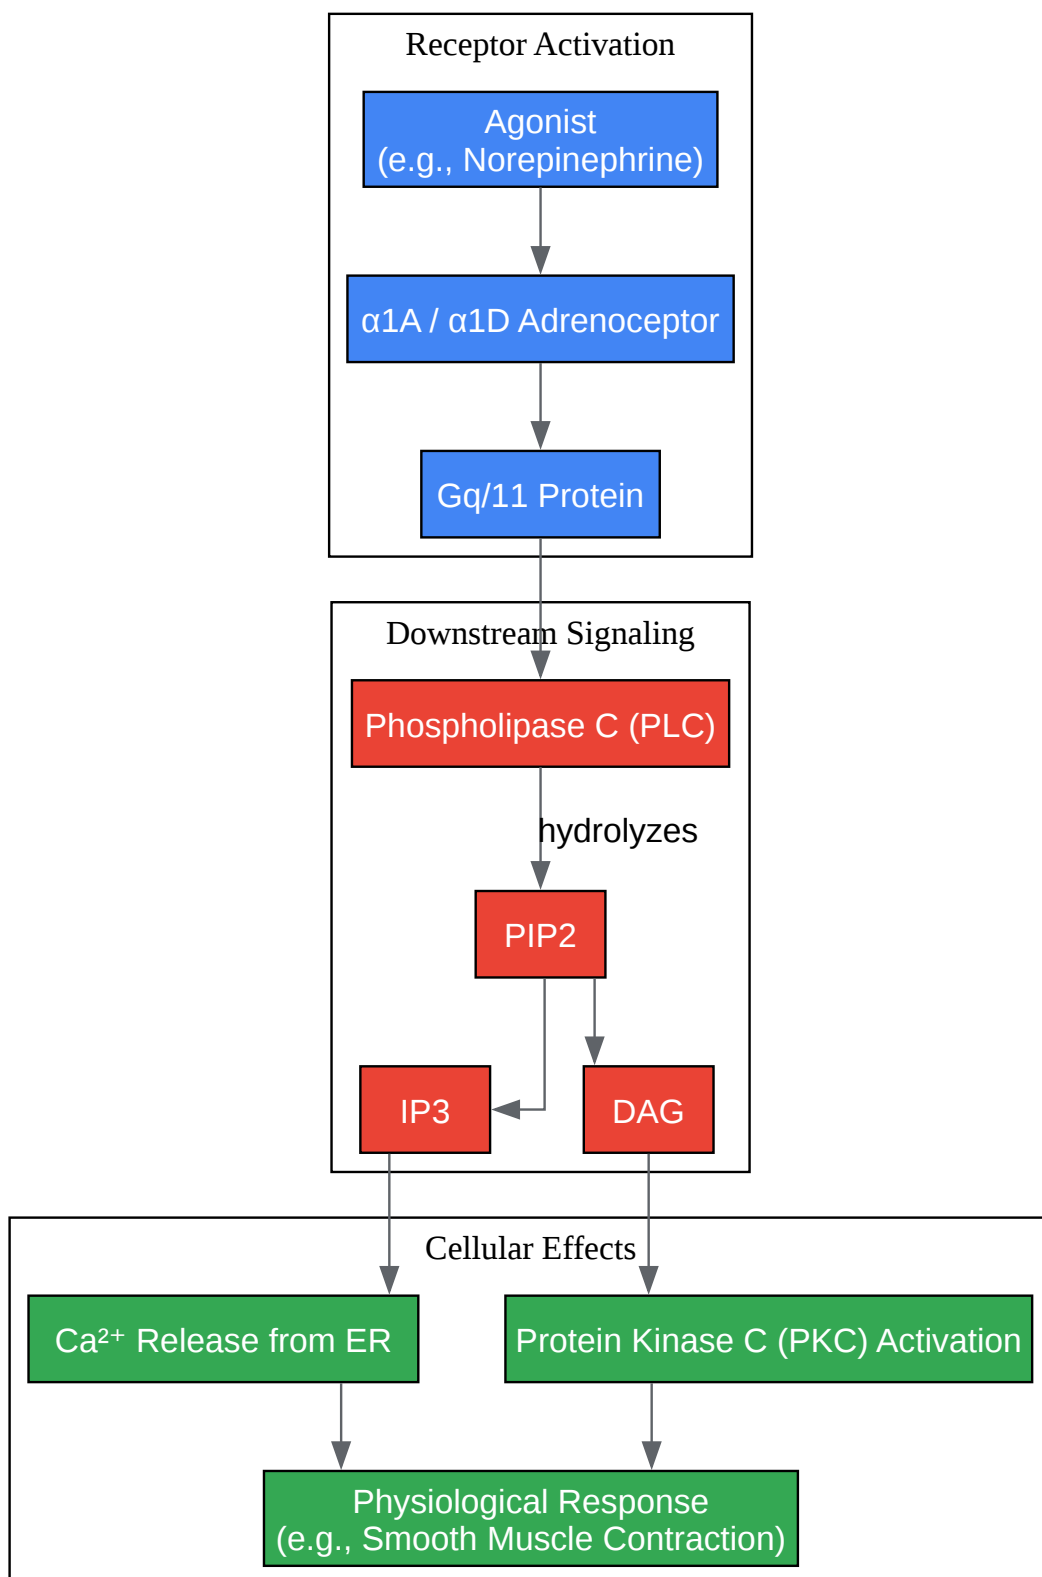 Receptor Activation
Agonist
(e.g., Norepinephrine)
α1A / α1D Adrenoceptor
Gq/11 Protein
Downstream Signaling
Phospholipase C (PLC)
hydrolyzes
PIP2
IP3
DAG
Cellular Effects
Ca²⁺ Release from ER
Protein Kinase C (PKC) Activation
Physiological Response
(e.g., Smooth Muscle Contraction)